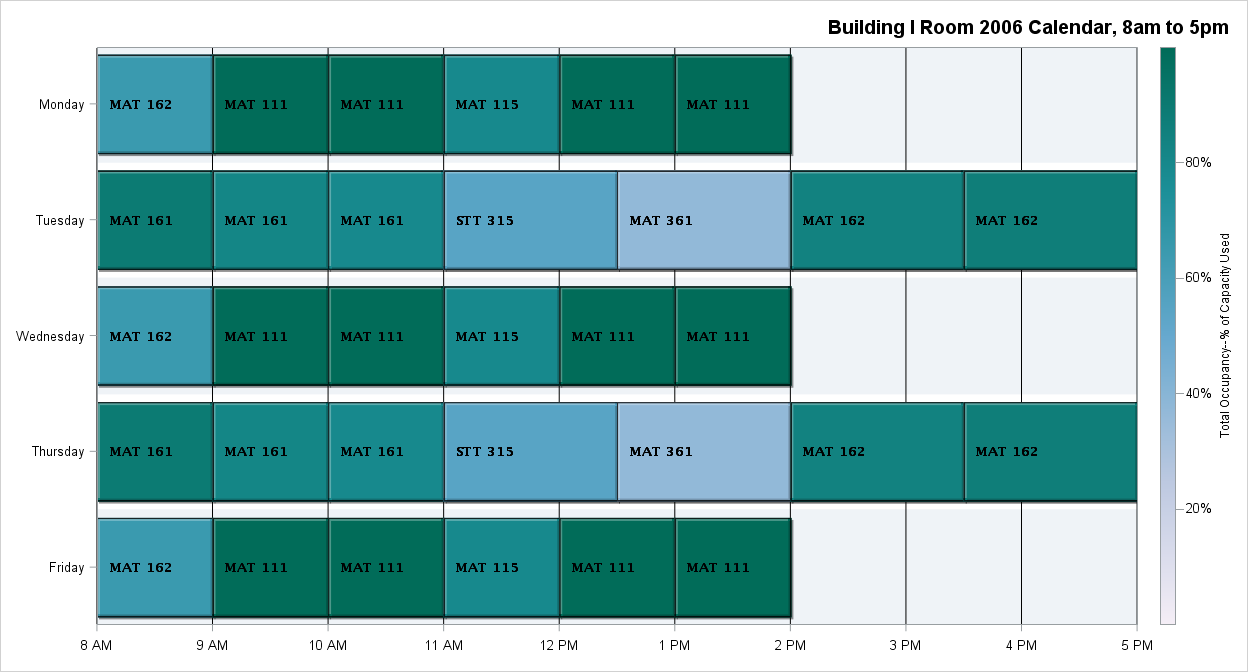 Building I Room 2006 Calendar, 8am to 5pm
Monday
MAT 162 MAT 111 MAT 111 MAT 115 MAT 111 MAT 111
Tuesday
MAT 161 MAT 161 MAT 161 STT 315 MAT 361 MAT 162 MAT 162
Wednesday
MAT 162 MAT 111 MAT 111 MAT 115 MAT 111 MAT 111
Thursday
MAT 161 MAT 161 MAT 161 STT 315 MAT 361 MAT 162 MAT 162
Friday
MAT 162 MAT 111 MAT 111 MAT 115 MAT 111 MAT 111
8 AM 9 AM 10 AM 11 AM 12 PM 1 PM 2 PM 3 PM 4 PM 5 PM
80%
60%
40%
20%
Total Occupancy--% of Capacity Used